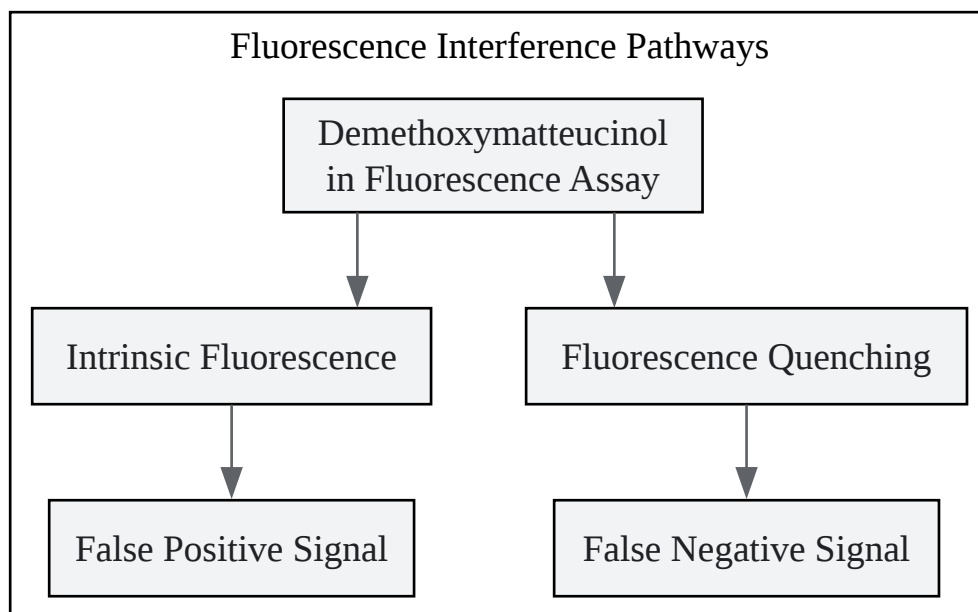 Fluorescence Interference Pathways
Demethoxymatteucinol
in Fluorescence Assay
Intrinsic Fluorescence
Fluorescence Quenching
False Positive Signal
False Negative Signal